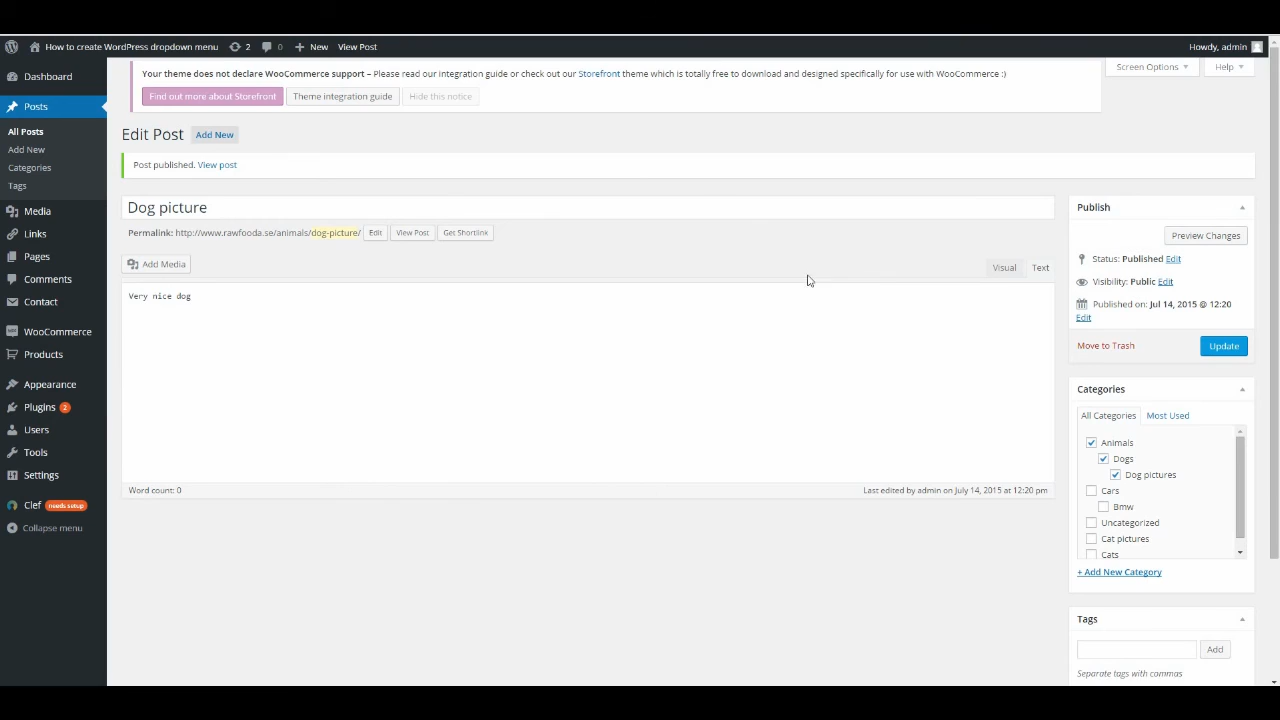 How to create WordPress dropdown menu 2 0 New View Post Howdy, admin
Dashboard
Posts
All Posts
Add New
Categories
Tags
Media
Links
Pages
Comments
Contact
WooCommerce
Products
Appearance
Plugins 2
Users
Tools
Settings
Clef needs setup
Collapse menu
Your theme does not declare WooCommerce support – Please read our integration guide or check out our Storefront theme which is totally free to download and designed specifically for use with WooCommerce :)
Find out more about Storefront Theme integration guide Hide this notice
Screen Options Help
Edit Post Add New
Post published. View post
Dog picture
Permalink: http://www.rawfooda.se/animals/dog-picture/ Edit View Post Get Shortlink
Add Media
Visual Text
Very nice dog
Word count: 0 Last edited by admin on July 14, 2015 at 12:20 pm
Publish
Preview Changes
Status: Published Edit
Visibility: Public Edit
Published on: Jul 14, 2015 @ 12:20
Edit
Move to Trash Update
Categories
All Categories Most Used
Animals
Dogs
Dog pictures
Cars
Bmw
Uncategorized
Cat pictures
Cats
+ Add New Category
Tags
Add
Separate tags with commas